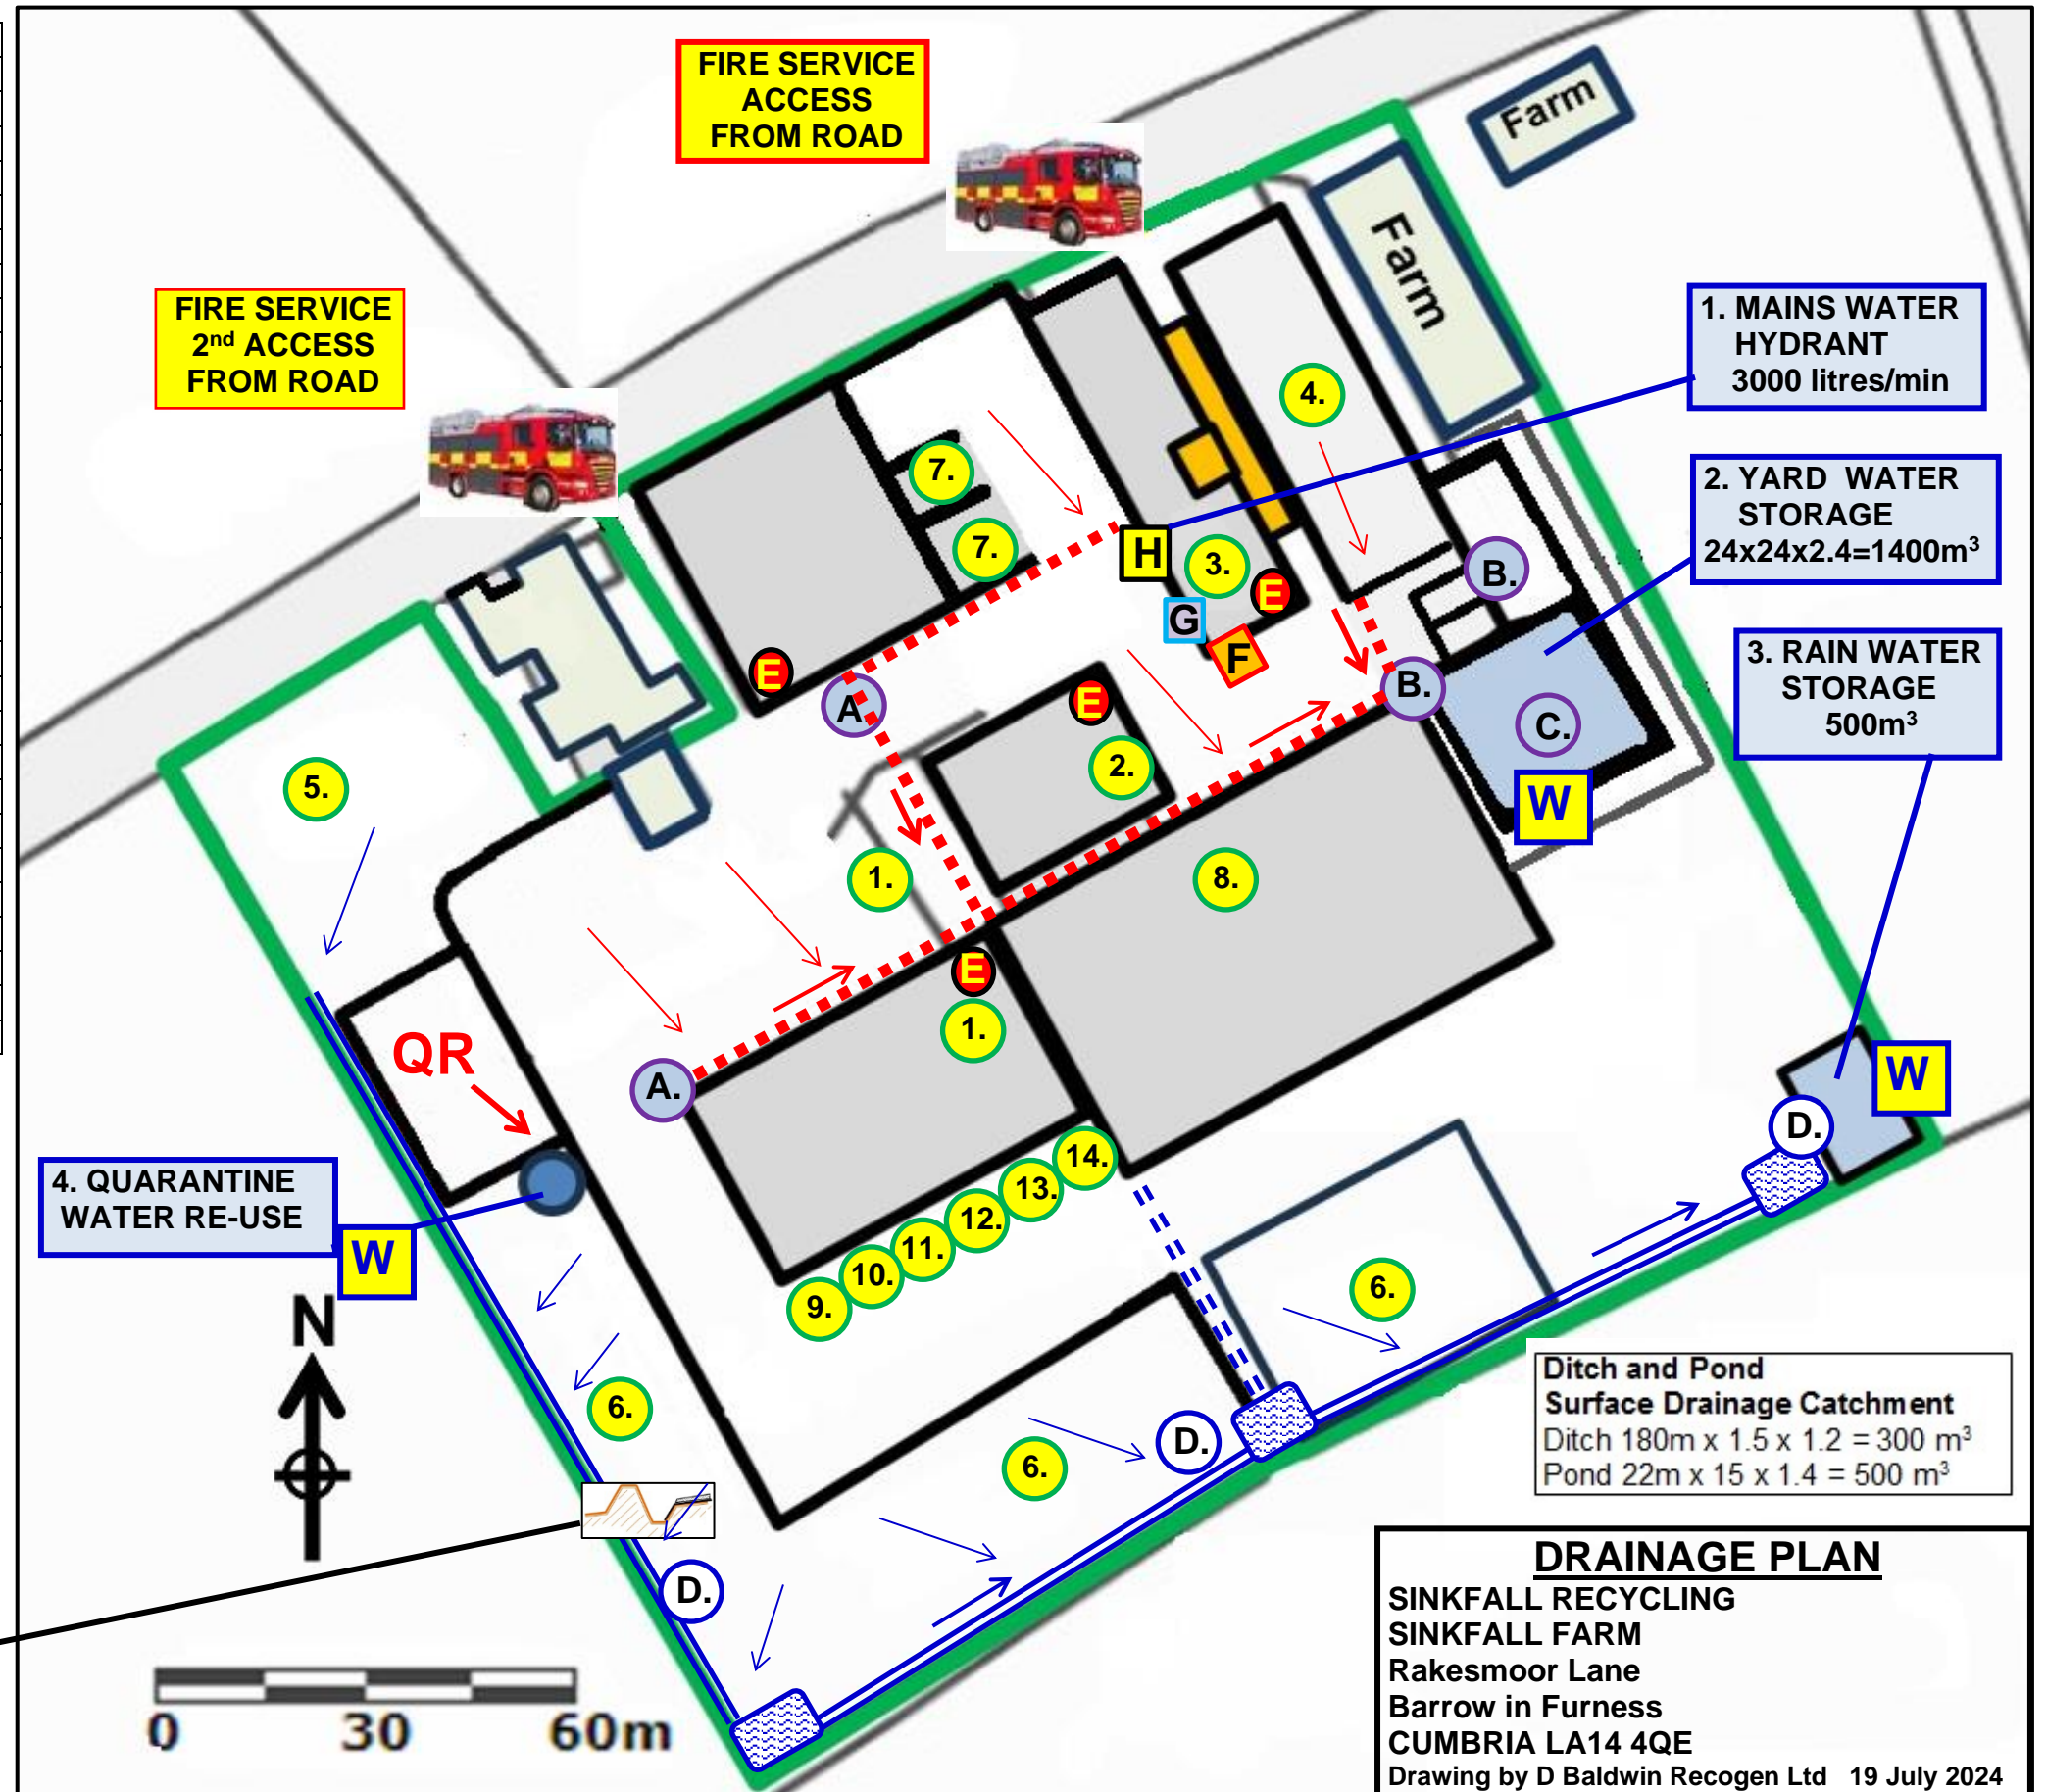 FIRE SERVICE
ACCESS
FROM ROAD
Farm
Farm
FIRE SERVICE
2nd ACCESS
FROM ROAD
1. MAINS WATER
HYDRANT
3000 litres/min
2. YARD WATER
STORAGE
24x24x2.4=1400m³
3. RAIN WATER
STORAGE
500m³
4.
7.
7.
H
3.
E
G
F
B.
B.
C.
W
E
A
E
2.
5.
1.
8.
E
1.
A.
QR
W
D.
4. QUARANTINE
WATER RE-USE
W
14.
13.
12.
11.
10.
9.
6.
6.
6.
D.
D.
N
0 30 60m
Ditch and Pond
Surface Drainage Catchment
Ditch 180m x 1.5 x 1.2 = 300 m³
Pond 22m x 15 x 1.4 = 500 m³
DRAINAGE PLAN
SINKFALL RECYCLING
SINKFALL FARM
Rakesmoor Lane
Barrow in Furness
CUMBRIA LA14 4QE
Drawing by D Baldwin Recogen Ltd 19 July 2024